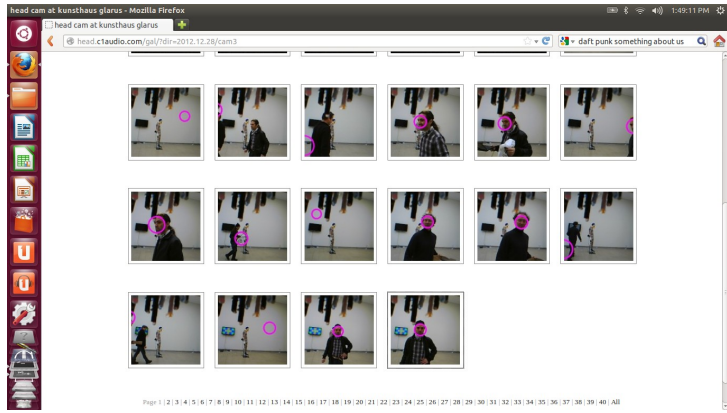 head cam at kunsthaus glarus - Mozilla Firefox
1:49:11 PM
head cam at kunsthaus glarus
head.c1audio.com/gal/?dir=2012.12.28/cam3
daft punk something about us
Page 1 | 2 | 3 | 4 | 5 | 6 | 7 | 8 | 9 | 10 | 11 | 12 | 13 | 14 | 15 | 16 | 17 | 18 | 19 | 20 | 21 | 22 | 23 | 24 | 25 | 26 | 27 | 28 | 29 | 30 | 31 | 32 | 33 | 34 | 35 | 36 | 37 | 38 | 39 | 40 | All